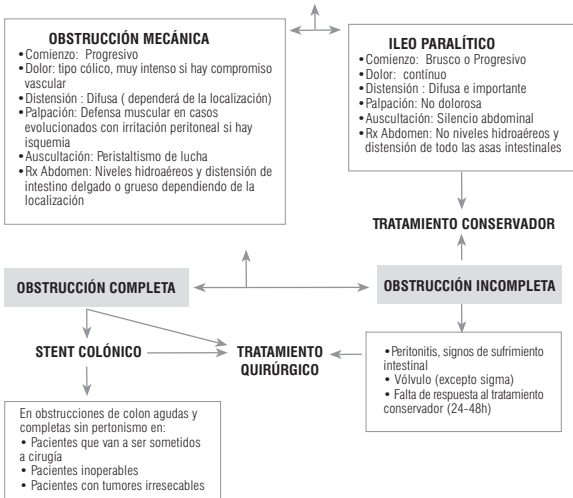 OBSTRUCCIÓN MECÁNICA
•Comienzo: Progresivo
•Dolor: tipo cólico, muy intenso si hay compromiso
vascular
•Distensión : Difusa ( dependerá de la localización)
•Palpación: Defensa muscular en casos
evolucionados con irritación peritoneal si hay
isquemia
•Auscultación: Peristaltismo de lucha
•Rx Abdomen: Niveles hidroaéreos y distensión de
intestino delgado o grueso dependiendo de la
localización
ILEO PARALÍTICO
•Comienzo: Brusco o Progresivo
•Dolor: contínuo
•Distensión : Difusa e importante
•Palpación: No dolorosa
•Auscultación: Silencio abdominal
•Rx Abdomen: No niveles hidroaéreos y
distensión de todo las asas intestinales
TRATAMIENTO CONSERVADOR
OBSTRUCCIÓN COMPLETA
OBSTRUCCIÓN INCOMPLETA
STENT COLÓNICO
TRATAMIENTO
QUIRÚRGICO
•Peritonitis, signos de sufrimiento
intestinal
• Vólvulo (excepto sigma)
• Falta de respuesta al tratamiento
conservador (24-48h)
En obstrucciones de colon agudas y
completas sin pertonismo en:
• Pacientes que van a ser sometidos
a cirugía
• Pacientes inoperables
• Pacientes con tumores irresecables